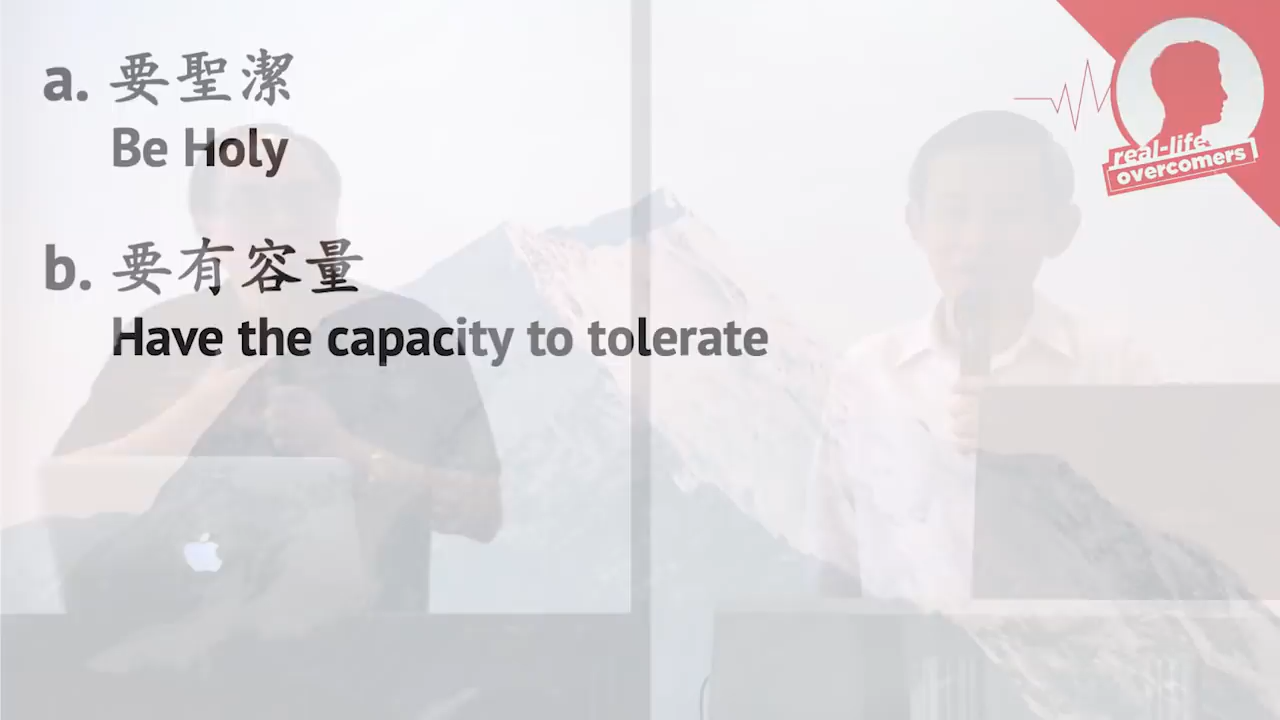 a. 要聖潔
Be Holy
b. 要有容量
Have the capacity to tolerate
real-life
overcomers